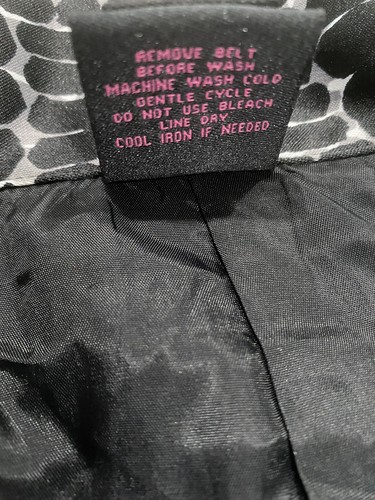 REMOVE BELT
BEFORE WASH
MACHINE WASH COLD
GENTLE CYCLE
DO NOT USE BLEACH
LINE DRY
COOL IRON IF NEEDED